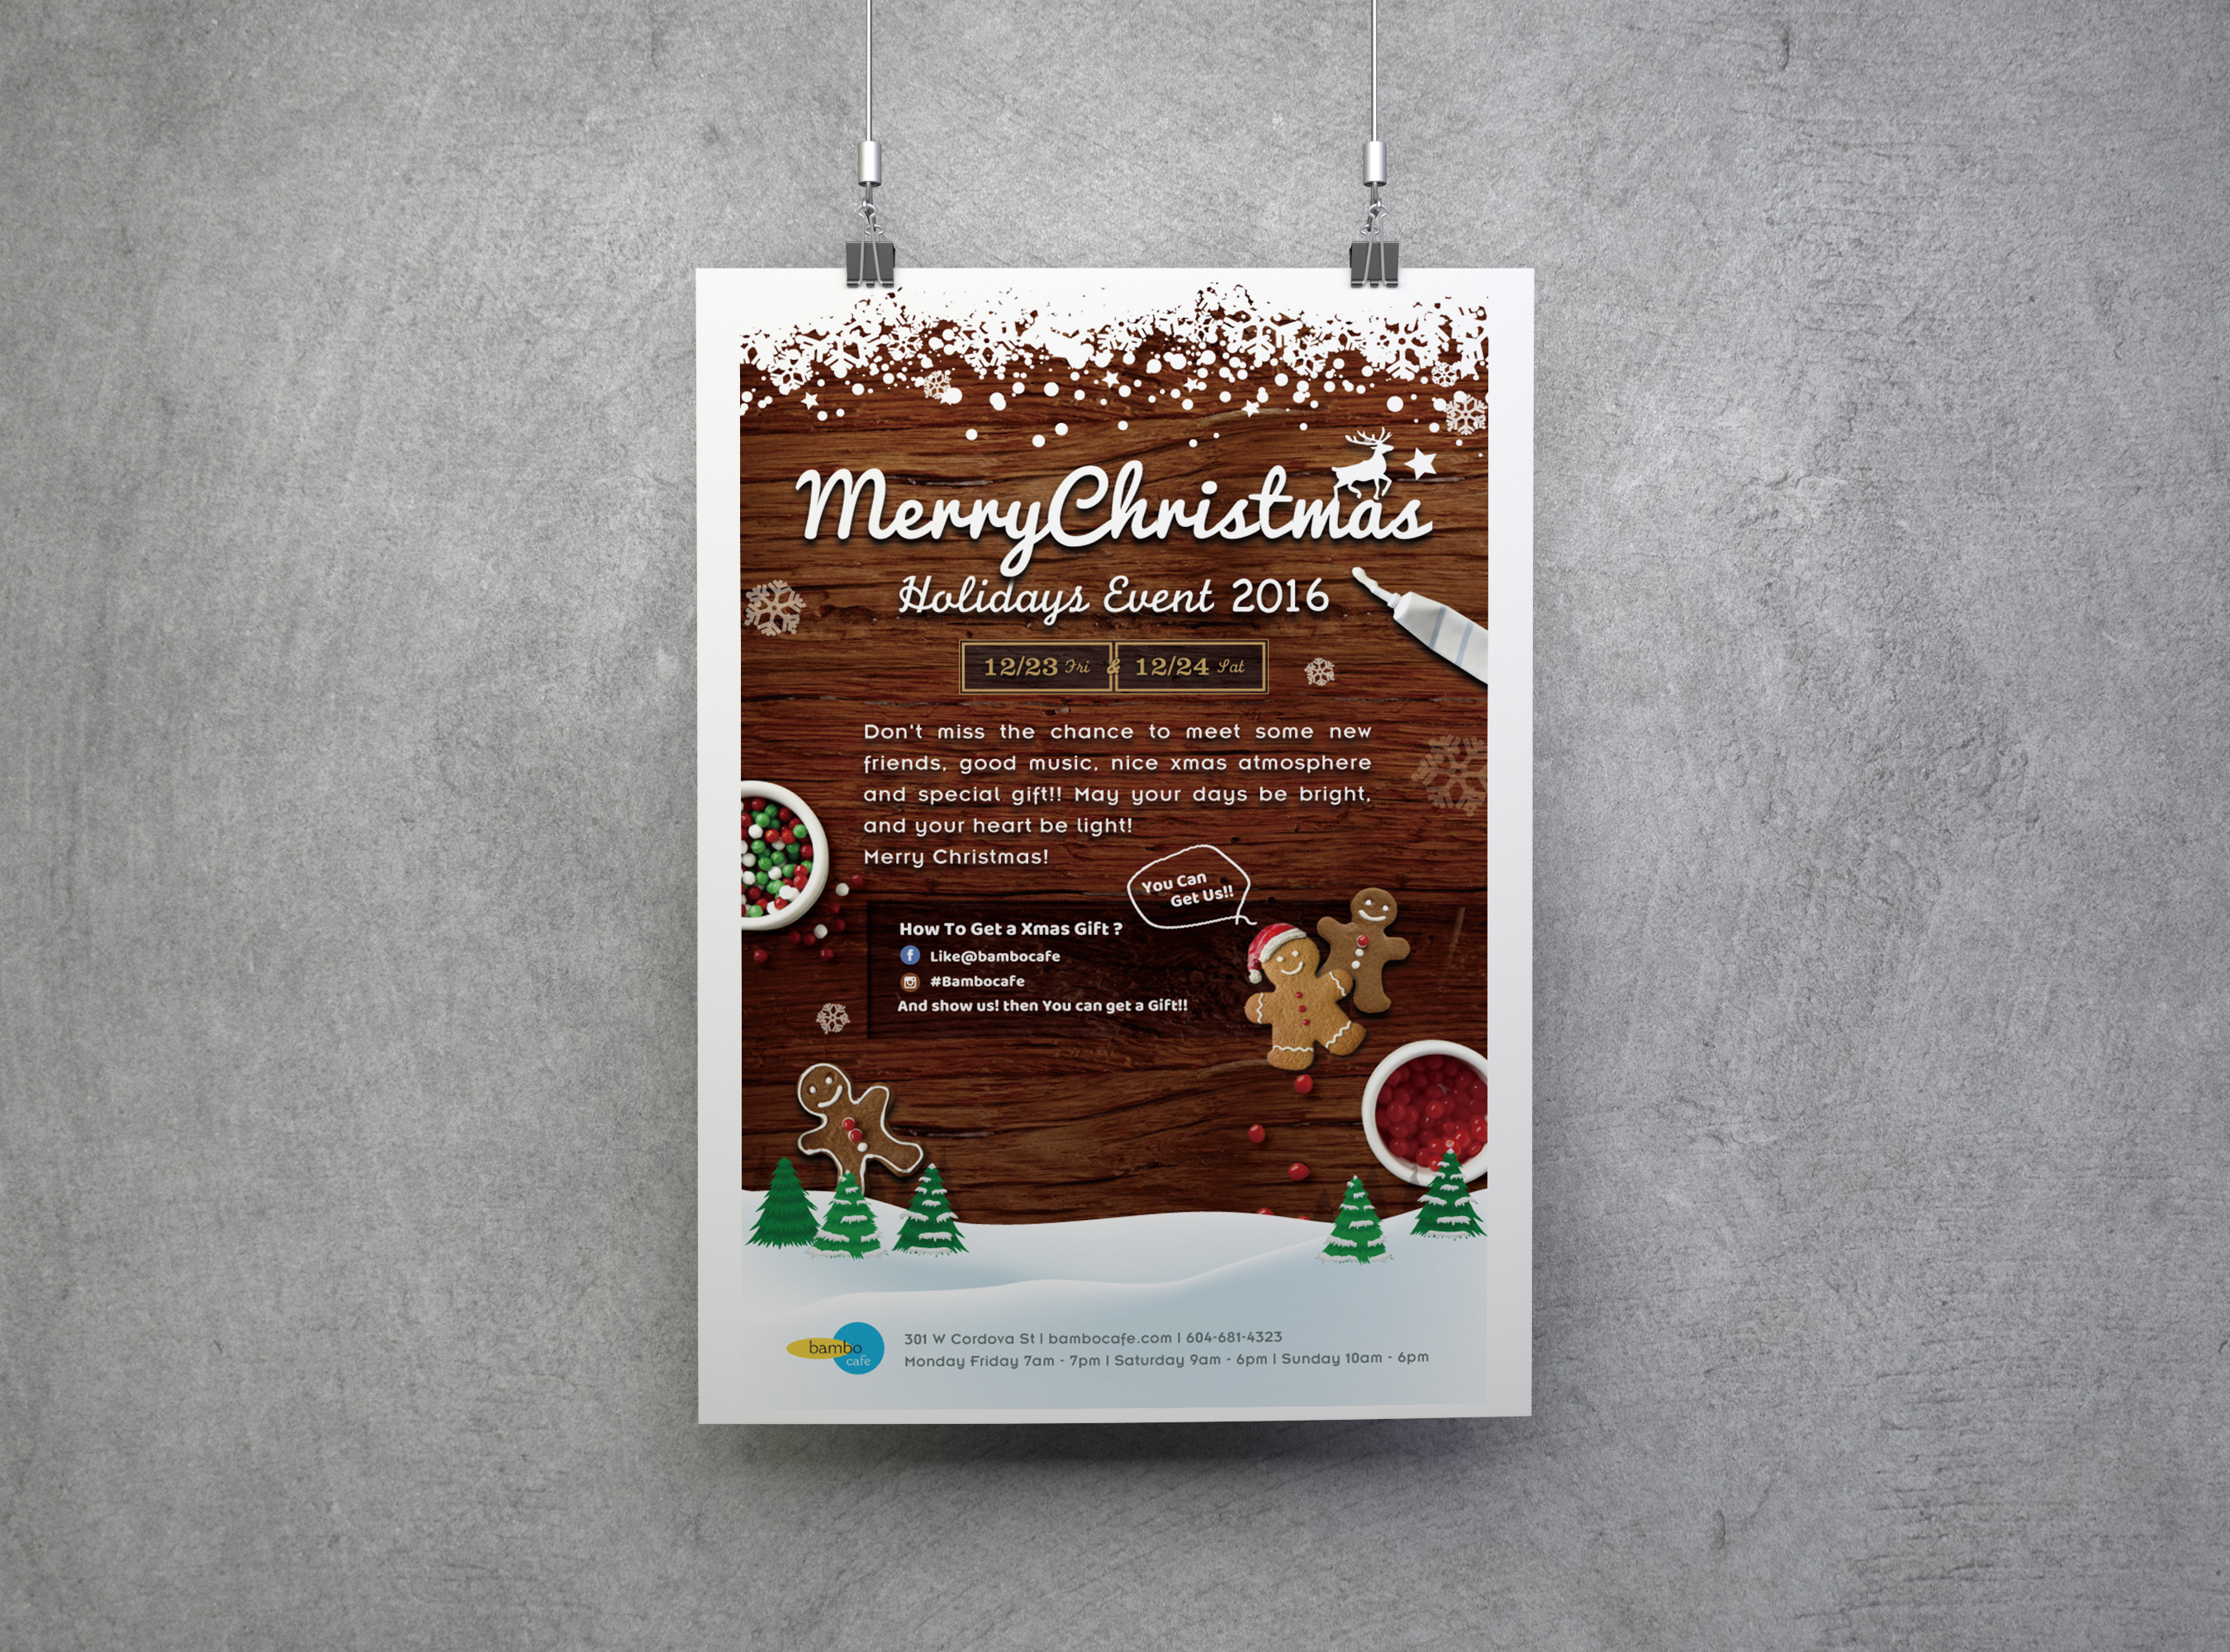 MerryChristmas
Holidays Event 2016
12/23 Fri & 12/24 Sat
Don't miss the chance to meet some new
friends, good music, nice xmas atmosphere
and special gift!! May your days be bright,
and your heart be light!
Merry Christmas!
You Can
Get Us!!
How To Get a Xmas Gift ?
f Like@bambocafe
#Bambocafe
And show us! then You can get a Gift!!
bambo
cafe
301 W Cordova St | bambocafe.com | 604-681-4323
Monday Friday 7am - 7pm | Saturday 9am - 6pm | Sunday 10am - 6pm